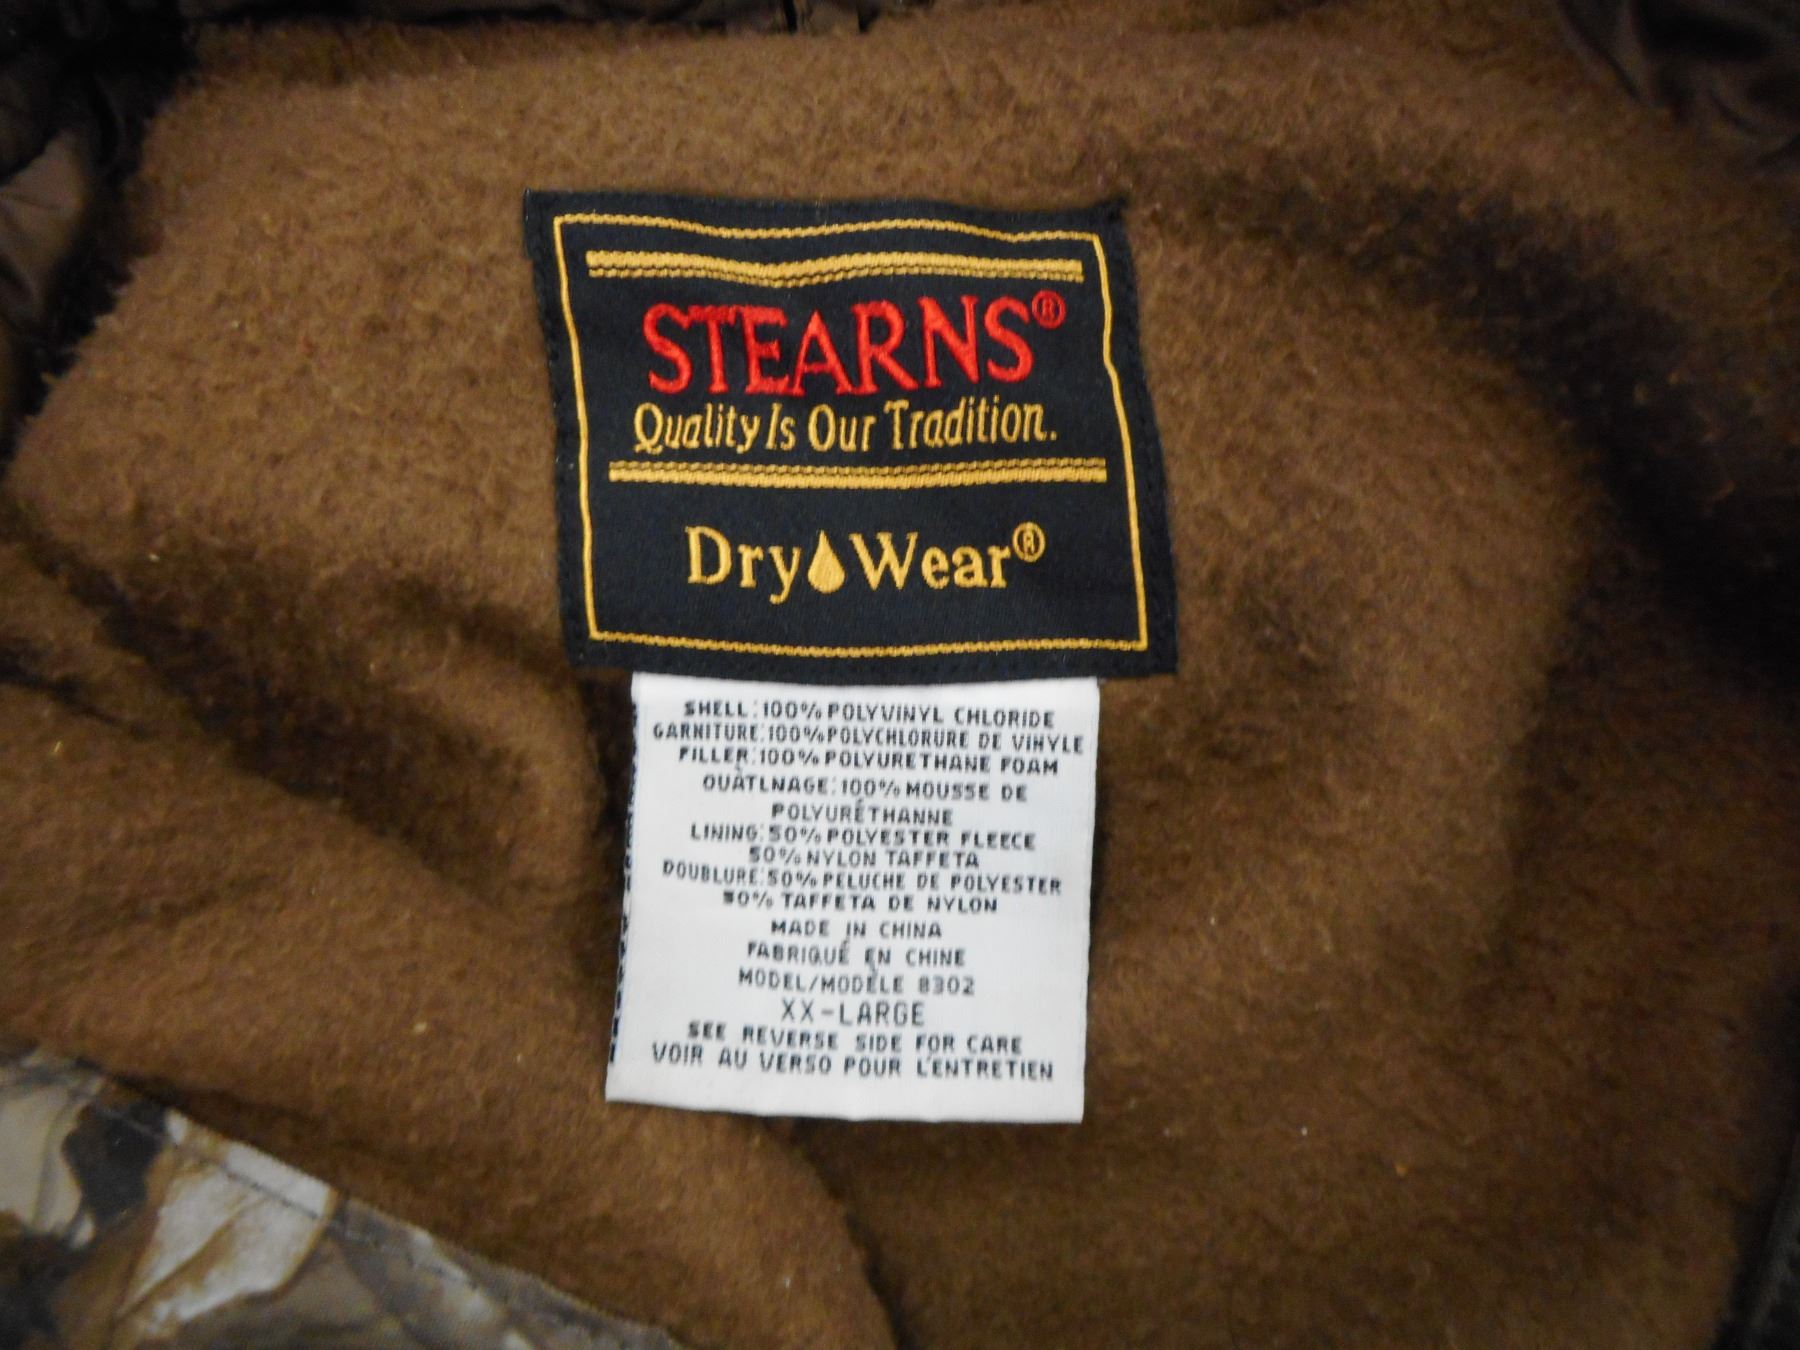 STEARNS®
Quality Is Our Tradition.
Dry Wear®
SHELL: 100% POLYVINYL CHLORIDE
GARNITURE: 100% POLYCHLORURE DE VINYLE
FILLER: 100% POLYURETHANE FOAM
OUÀTLNAGE: 100% MOUSSE DE
POLYURÉTHANNE
LINING: 50% POLYESTER FLEECE
50% NYLON TAFFETA
DOUBLURE: 50% PELUCHE DE POLYESTER
50% TAFFETA DE NYLON
MADE IN CHINA
FABRIQUÉ EN CHINE
MODEL/MODÈLE 8302
XX-LARGE
SEE REVERSE SIDE FOR CARE
VOIR AU VERSO POUR L'ENTRETIEN